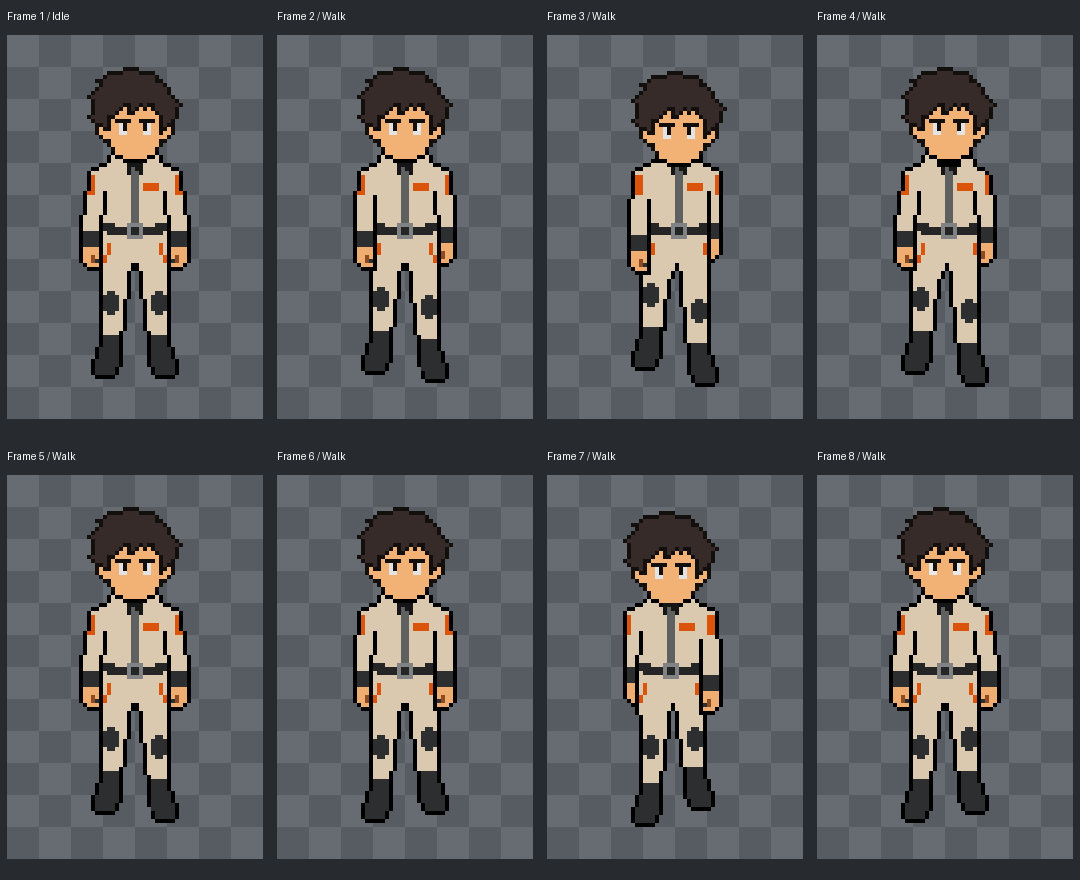 Frame 1 / Idle
Frame 2 / Walk
Frame 3 / Walk
Frame 4 / Walk
Frame 5 / Walk
Frame 6 / Walk
Frame 7 / Walk
Frame 8 / Walk